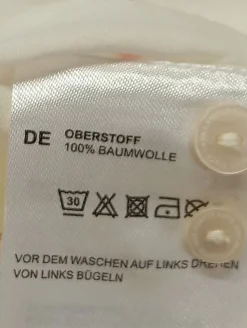 DE OBERSTOFF
100% BAUMWOLLE
30
VOR DEM WASCHEN AUF LINKS DREHEN
VON LINKS BÜGELN